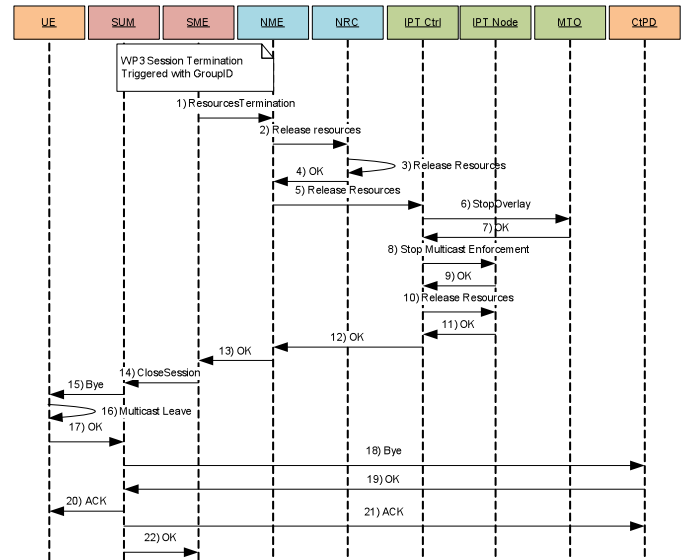 UE SUM SME NME NRC IPT Ctrl IPT Node MTO CtPD
WP3 Session Termination
Triggered with GroupID
1) ResourcesTermination
2) Release resources
3) Release Resources
4) OK
5) Release Resources
6) StopOverlay
7) OK
8) Stop Multicast Enforcement
9) OK
10) Release Resources
11) OK
12) OK
13) OK
14) CloseSession
15) Bye
16) Multicast Leave
17) OK
18) Bye
19) OK
20) ACK
21) ACK
22) OK